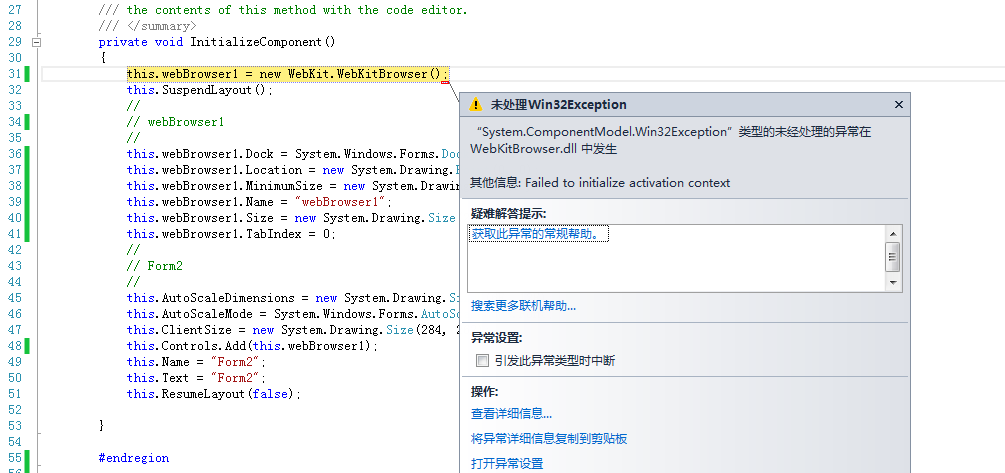 27 /// the contents of this method with the code editor.
28 /// </summary>
29 private void InitializeComponent()
30 {
31 this.webBrowser1 = new WebKit.WebKitBrowser();
32 this.SuspendLayout();
33 //
34 // webBrowser1
35 //
36 this.webBrowser1.Dock = System.Windows.Forms.Doc
37 this.webBrowser1.Location = new System.Drawing.
38 this.webBrowser1.MinimumSize = new System.Drawin
39 this.webBrowser1.Name = "webBrowser1";
40 this.webBrowser1.Size = new System.Drawing.Size
41 this.webBrowser1.TabIndex = 0;
42 //
43 // Form2
44 //
45 this.AutoScaleDimensions = new System.Drawing.Si
46 this.AutoScaleMode = System.Windows.Forms.AutoSc
47 this.ClientSize = new System.Drawing.Size(284, 2
48 this.Controls.Add(this.webBrowser1);
49 this.Name = "Form2";
50 this.Text = "Form2";
51 this.ResumeLayout(false);
52
53 }
54
55 #endregion
未处理Win32Exception
“System.ComponentModel.Win32Exception”类型的未经处理的异常在
WebKitBrowser.dll 中发生
其他信息: Failed to initialize activation context
疑难解答提示:
获取此异常的常规帮助。
搜索更多联机帮助...
异常设置:
引发此异常类型时中断
操作:
查看详细信息...
将异常详细信息复制到剪贴板
打开异常设置